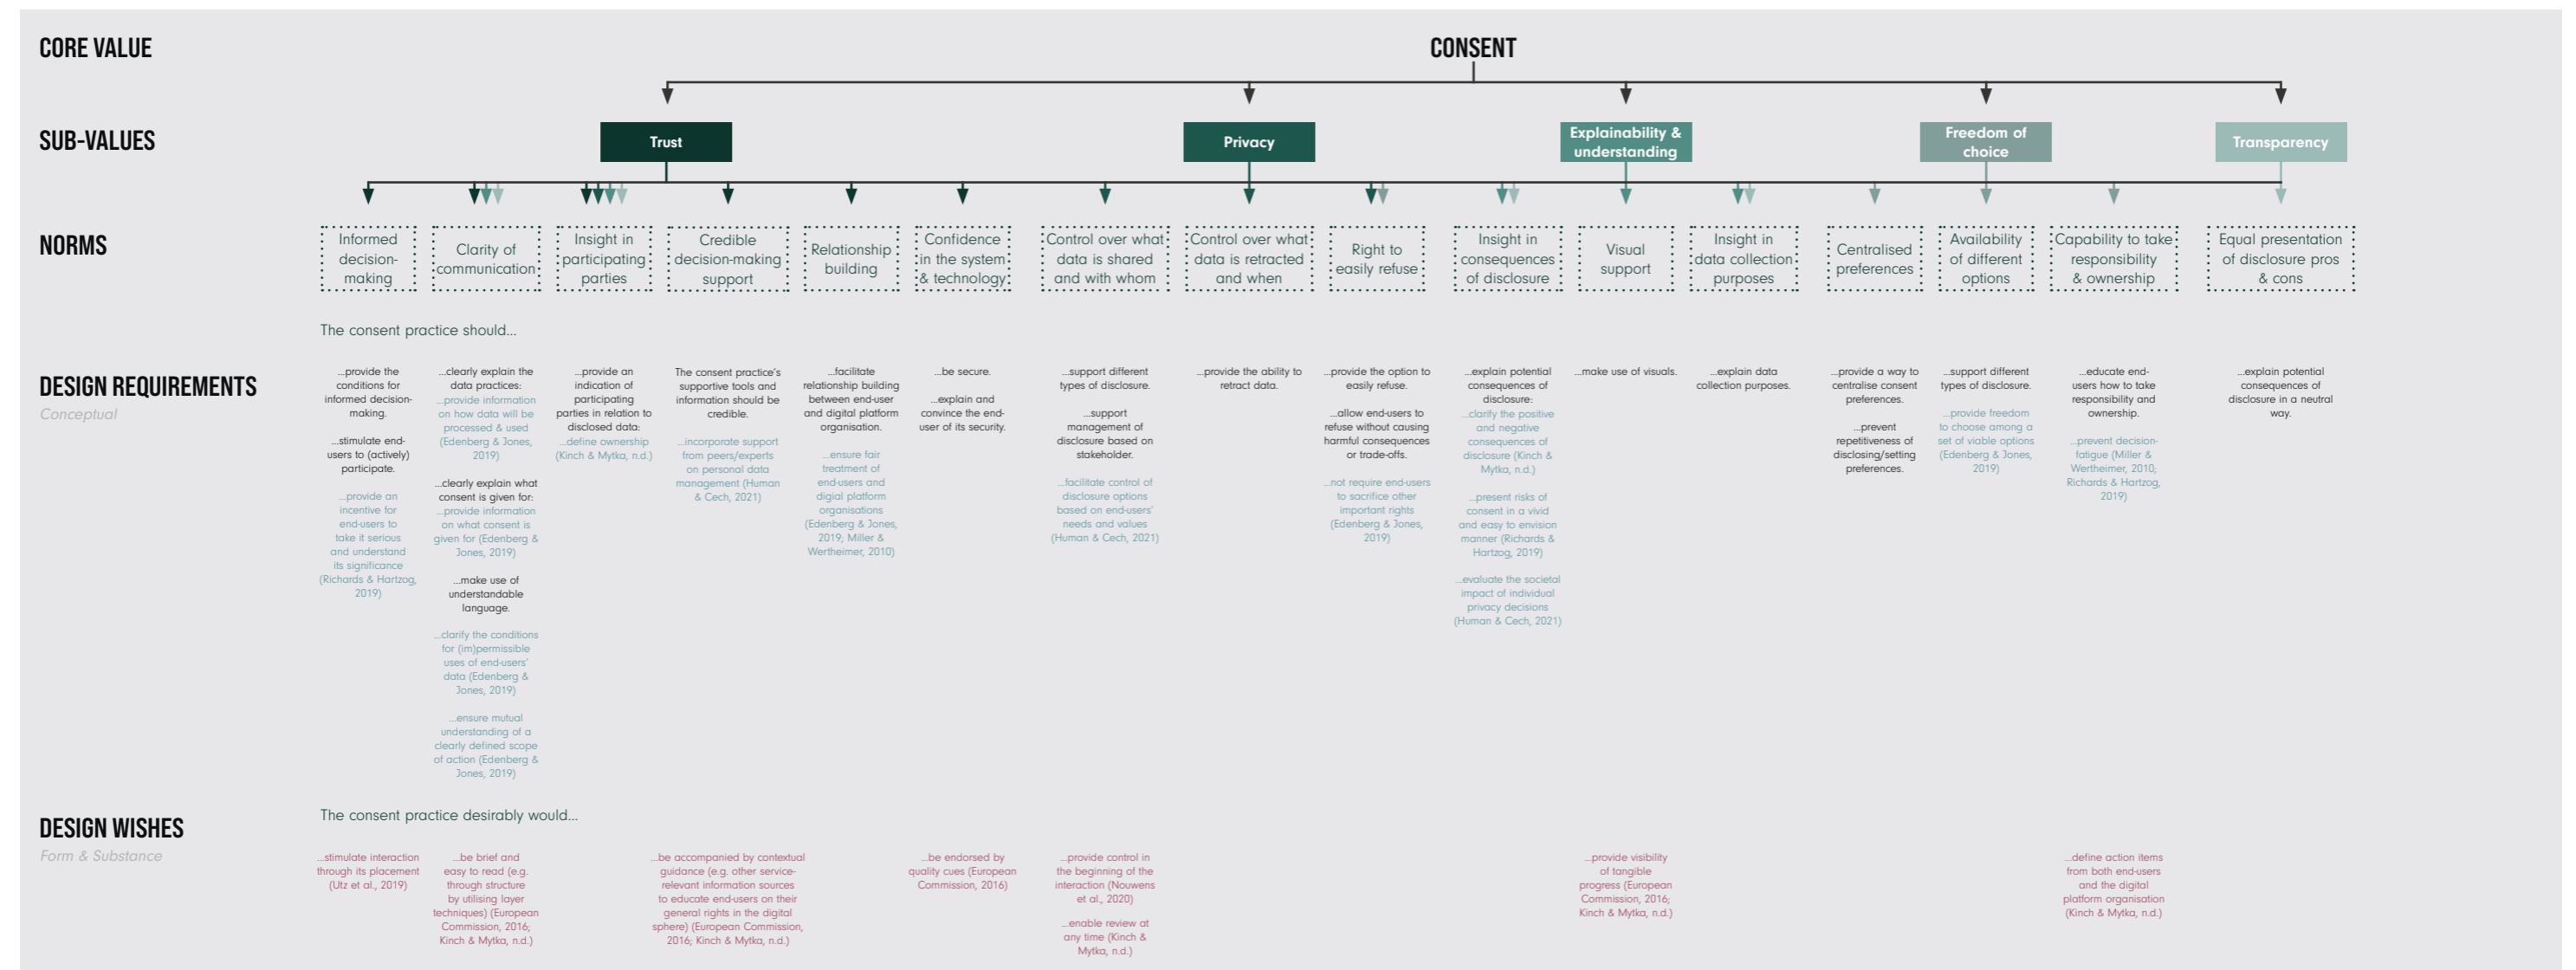 CORE VALUE
CONSENT
SUB-VALUES
Trust
Privacy
Explainability &
understanding
Freedom of
choice
Transparency
NORMS
Informed
decision-
making
Clarity of
communication
Insight in
participating
parties
Credible
decision-making
support
Relationship
building
Confidence
in the system
& technology
Control over what
data is shared
and with whom
Control over what
data is retracted
and when
Right to
easily refuse
Insight in
consequences
of disclosure
Visual
support
Insight in
data collection
purposes
Centralised
preferences
Availability
of different
options
Capability to take
responsibility
& ownership
Equal presentation
of disclosure pros
& cons
The consent practice should...
DESIGN REQUIREMENTS
Conceptual
...provide the
conditions for
informed decision-
making.
...stimulate end-
users to (actively)
participate.
...provide an
incentive for
end-users to
take it serious
and understand
its significance
(Richards & Hartzog,
2019)
...clearly explain the
data practices:
...provide information
on how data will be
processed & used
(Edenberg & Jones,
2019)
...clearly explain what
consent is given for:
...provide information
on what consent is
given for (Edenberg &
Jones, 2019)
...make use of
understandable
language.
...clarify the conditions
for (im)permissible
uses of end-users'
data (Edenberg &
Jones, 2019)
...ensure mutual
understanding of a
clearly defined scope
of action (Edenberg &
Jones, 2019)
...provide an
indication of
participating
parties in relation to
disclosed data:
...define ownership
(Kinch & Mytka, n.d.)
The consent practice's
supportive tools and
information should be
credible.
...incorporate support
from peers/experts
on personal data
management (Human
& Cech, 2021)
...facilitate
relationship building
between end-user
and digital platform
organisation.
...ensure fair
treatment of
end-users and
digial platform
organisations
(Edenberg & Jones,
2019; Miller &
Wertheimer, 2010)
...be secure.
...explain and
convince the end-
user of its security.
...support different
types of disclosure.
...support
management of
disclosure based on
stakeholder.
...facilitate control of
disclosure options
based on end-users'
needs and values
(Human & Cech, 2021)
...provide the ability to
retract data.
...provide the option to
easily refuse.
...allow end-users to
refuse without causing
harmful consequences
or trade-offs.
...not require end-users
to sacrifice other
important rights
(Edenberg & Jones,
2019)
...explain potential
consequences of
disclosure:
...clarify the positive
and negative
consequences of
disclosure (Kinch &
Mytka, n.d.)
...present risks of
consent in a vivid
and easy to envision
manner (Richards &
Hartzog, 2019)
...evaluate the societal
impact of individual
privacy decisions
(Human & Cech, 2021)
...make use of visuals.
...explain data
collection purposes.
...provide a way to
centralise consent
preferences.
...prevent
repetitiveness of
disclosing/setting
preferences.
...support different
types of disclosure.
...provide freedom
to choose among a
set of viable options
(Edenberg & Jones,
2019)
...educate end-
users how to take
responsibility and
ownership.
...prevent decision-
fatigue (Miller &
Wertheimer, 2010;
Richards & Hartzog,
2019)
...explain potential
consequences of
disclosure in a neutral
way.
The consent practice desirably would...
DESIGN WISHES
Form & Substance
...stimulate interaction
through its placement
(Utz et al., 2019)
...be brief and
easy to read (e.g.
through structure
by utilising layer
techniques) (European
Commission, 2016;
Kinch & Mytka, n.d.)
...be accompanied by contextual
guidance (e.g. other service-
relevant information sources
to educate end-users on their
general rights in the digital
sphere) (European Commission,
2016; Kinch & Mytka, n.d.)
...be endorsed by
quality cues (European
Commission, 2016)
...provide control in
the beginning of the
interaction (Nouwens
et al., 2020)
...enable review at
any time (Kinch &
Mytka, n.d.)
...provide visibility
of tangible
progress (European
Commission, 2016;
Kinch & Mytka, n.d.)
...define action items
from both end-users
and the digital
platform organisation
(Kinch & Mytka, n.d.)